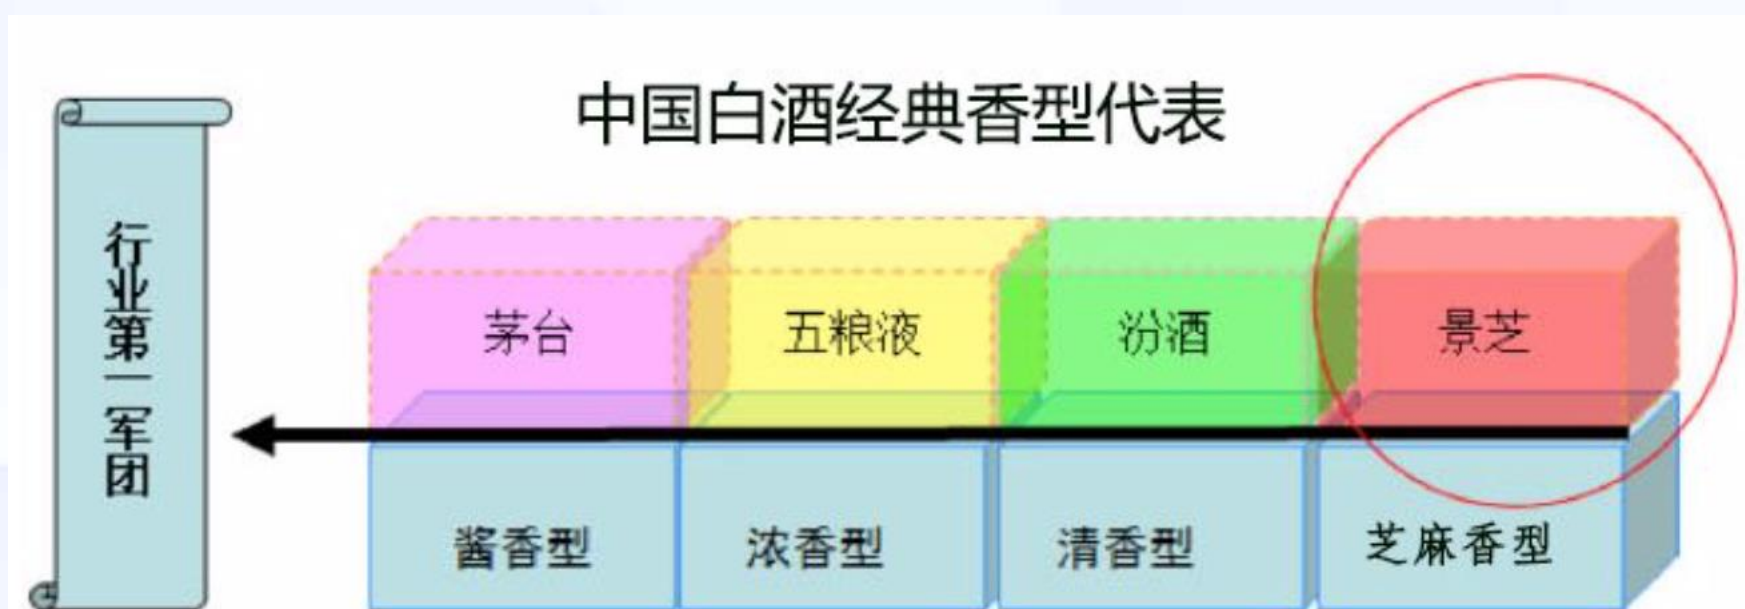 中国白酒经典香型代表
行业第一军团
茅台
五粮液
汾酒
景芝
酱香型
浓香型
清香型
芝麻香型